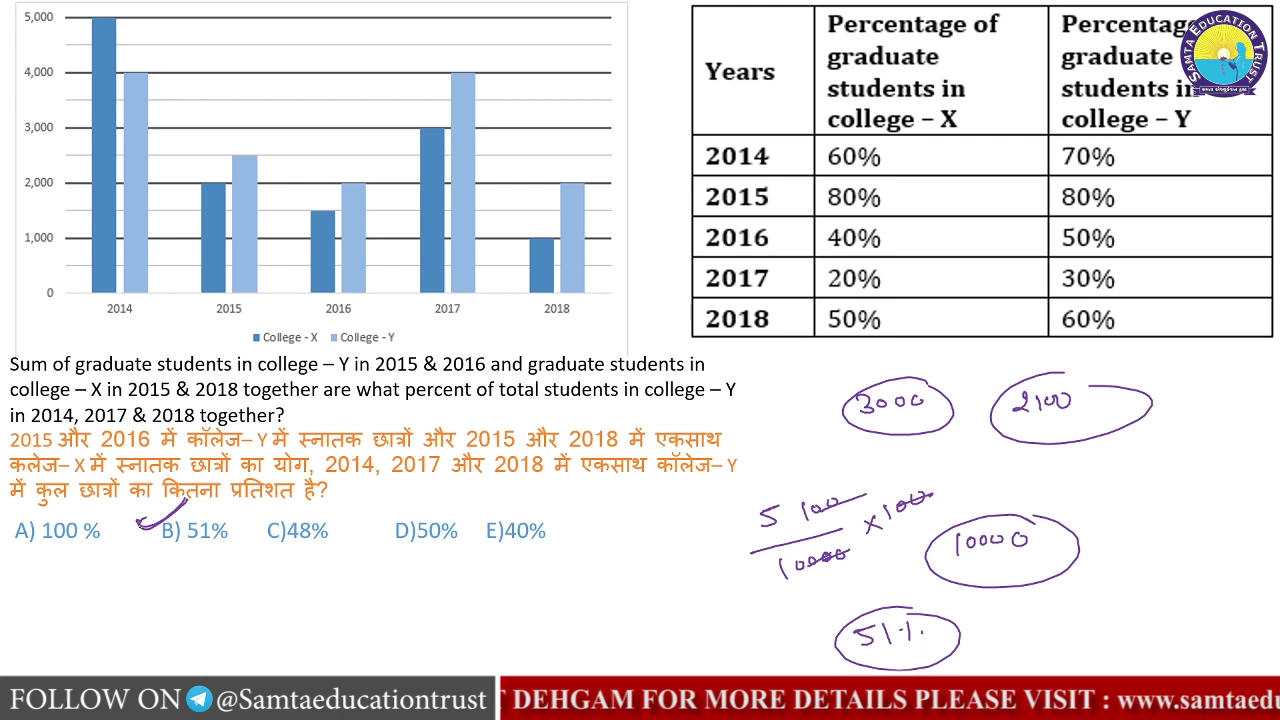 5,000
4,000
3,000
2,000
1,000
0
2014 2015 2016 2017 2018
College - X College - Y
Years Percentage of graduate students in college – X Percentag graduate students in college – Y
2014 60% 70%
2015 80% 80%
2016 40% 50%
2017 20% 30%
2018 50% 60%
SAMTA EDUCATION TRUST
Sum of graduate students in college – Y in 2015 & 2016 and graduate students in
college – X in 2015 & 2018 together are what percent of total students in college – Y
in 2014, 2017 & 2018 together?
2015 और 2016 में कॉलेज– Y में स्नातक छात्रों और 2015 और 2018 में एकसाथ
कलेज– X में स्नातक छात्रों का योग, 2014, 2017 और 2018 में एकसाथ कॉलेज– Y
में कुल छात्रों का कितना प्रतिशत है?
A) 100 % B) 51% C)48% D)50% E)40%
3000 2100
5100
10000
×100
10000
51%
FOLLOW ON @Samtaeducationtrust
T DEHGAM FOR MORE DETAILS PLEASE VISIT : www.samtaedu